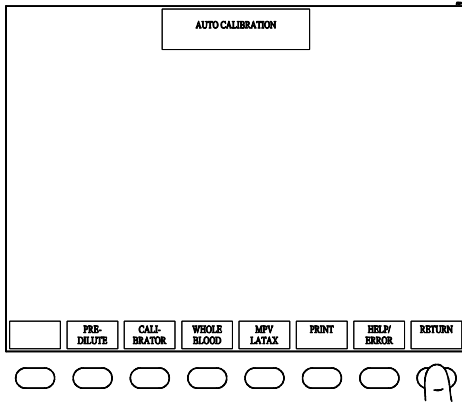 AUTO CALIBRATION
PRE-
DILUTE
CALI-
BRATOR
WHOLE
BLOOD
MPV
LATAX
PRINT
HELP/
ERROR
RETURN